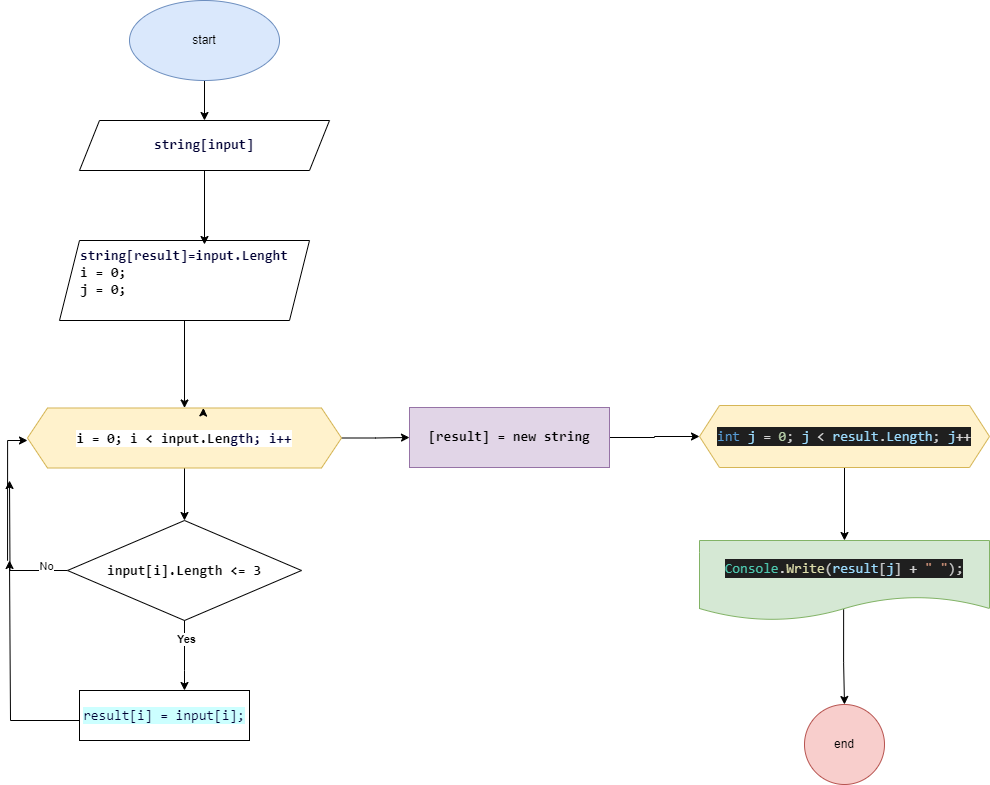 start
string[input]
string[result]=input.Lenght
i = 0;
j = 0;
i = 0; i < input.Length; i++
[result] = new string
int j = 0; j < result.Length; j++
No
input[i].Length <= 3
Console.Write(result[j] + " ");
Yes
result[i] = input[i];
end